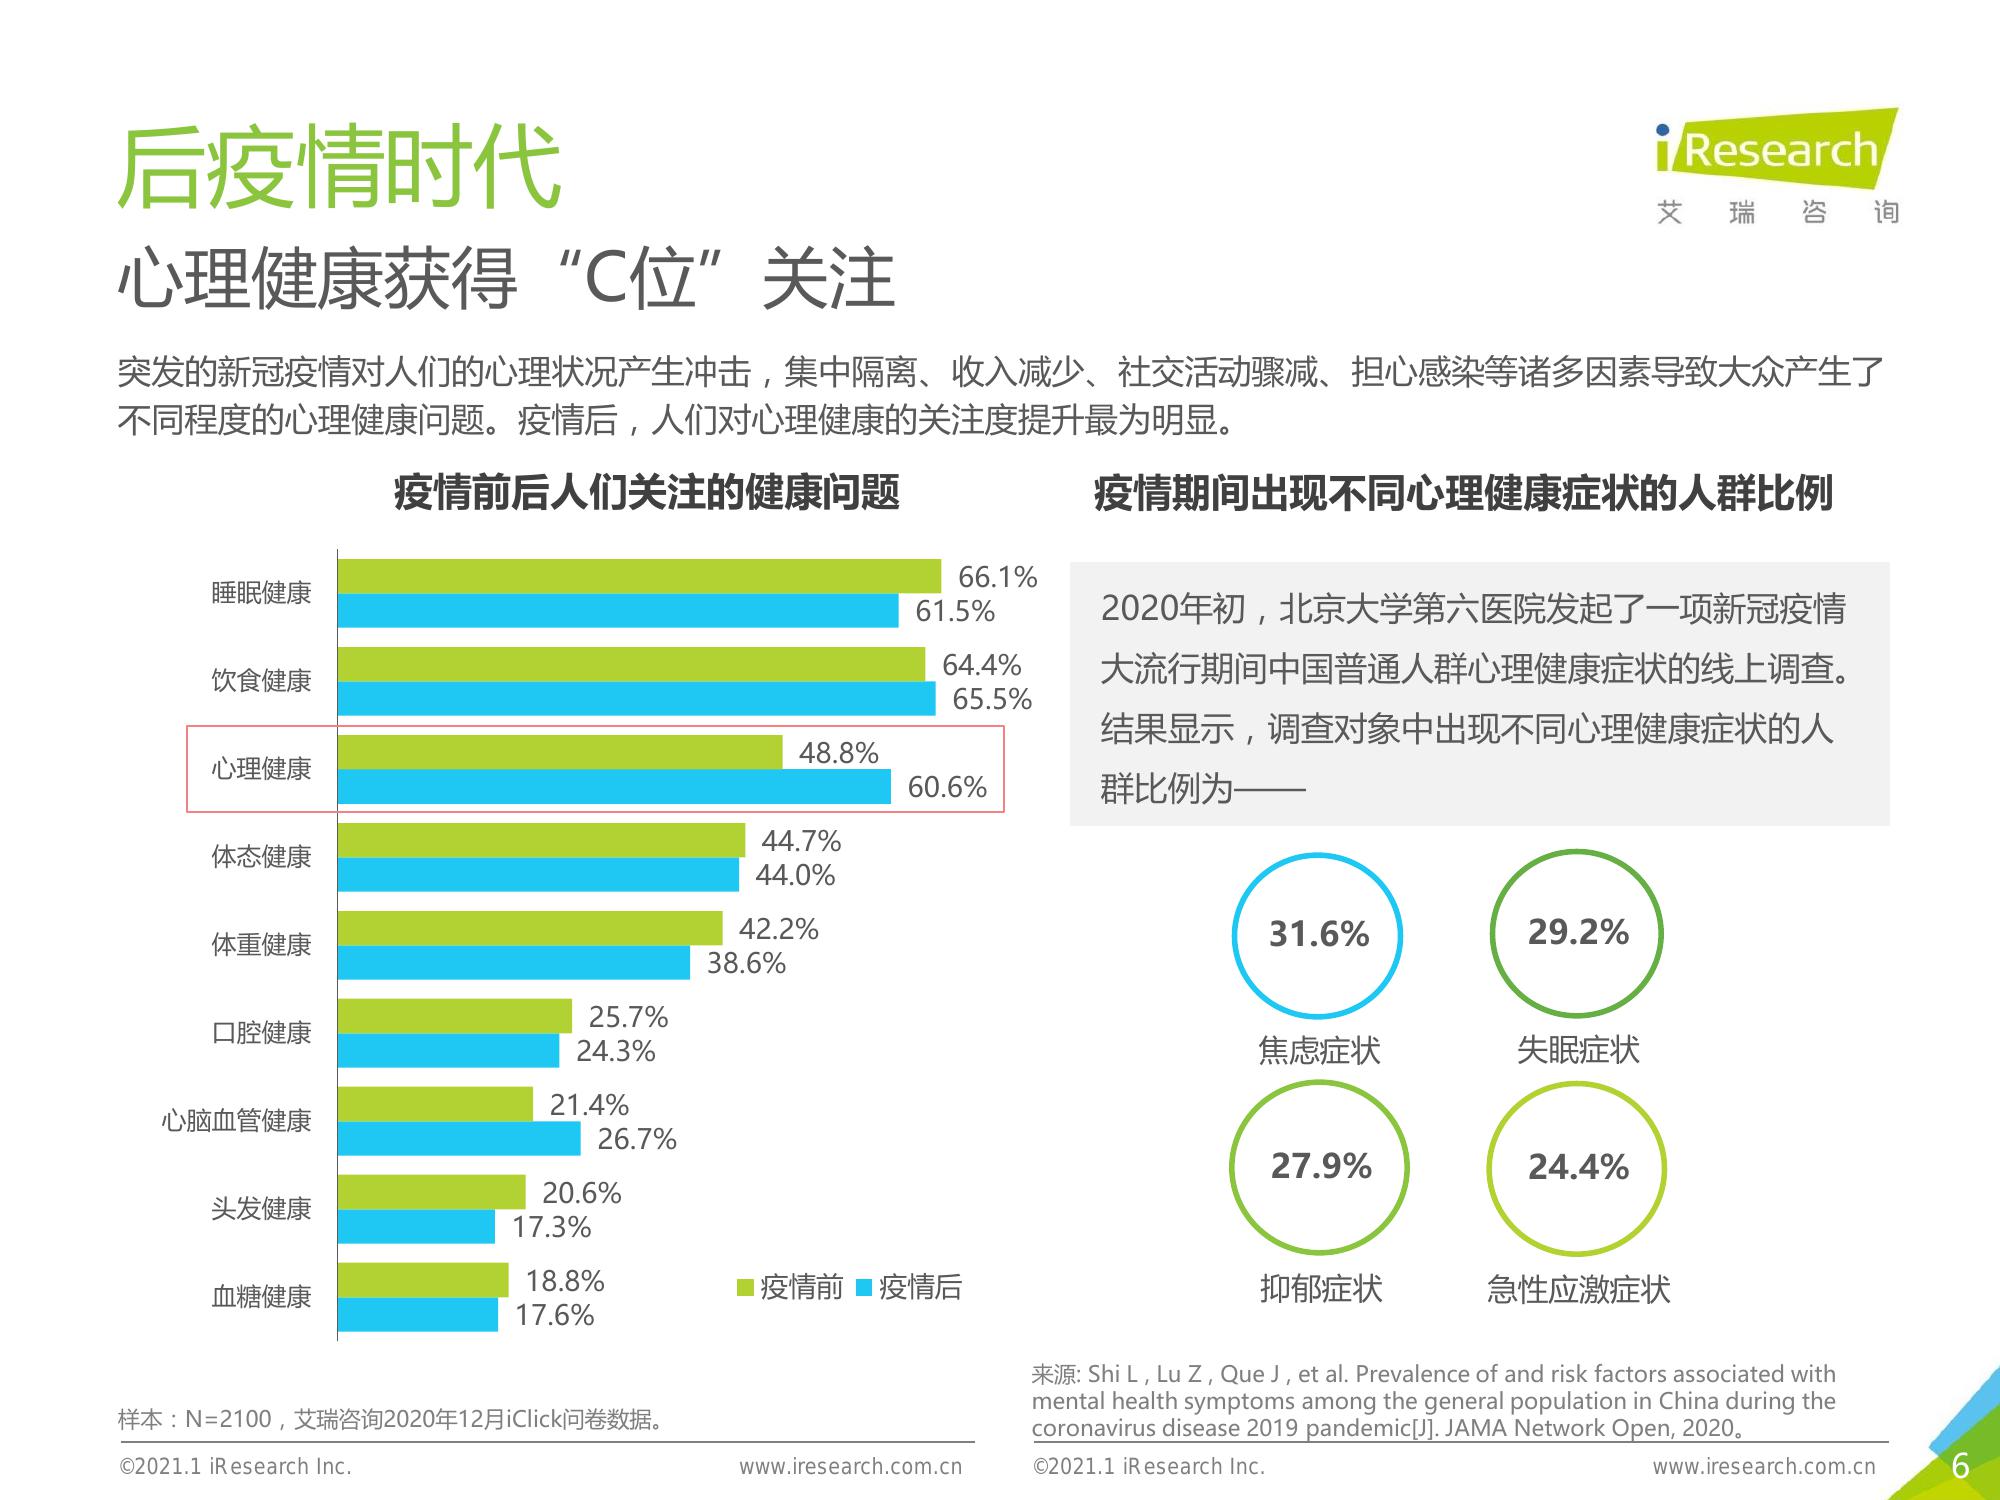 后疫情时代
iResearch
艾瑞咨询
心理健康获得“C位”关注
突发的新冠疫情对人们的心理状况产生冲击，集中隔离、收入减少、社交活动骤减、担心感染等诸多因素导致大众产生了
不同程度的心理健康问题。疫情后，人们对心理健康的关注度提升最为明显。
疫情前后人们关注的健康问题
睡眠健康
66.1%
61.5%
饮食健康
64.4%
65.5%
心理健康
48.8%
60.6%
体态健康
44.7%
44.0%
体重健康
42.2%
38.6%
口腔健康
25.7%
24.3%
心脑血管健康
21.4%
26.7%
头发健康
20.6%
17.3%
血糖健康
18.8%
17.6%
疫情前 疫情后
疫情期间出现不同心理健康症状的人群比例
2020年初，北京大学第六医院发起了一项新冠疫情
大流行期间中国普通人群心理健康症状的线上调查。
结果显示，调查对象中出现不同心理健康症状的人
群比例为——
31.6%
焦虑症状
29.2%
失眠症状
27.9%
抑郁症状
24.4%
急性应激症状
样本：N=2100，艾瑞咨询2020年12月iClick问卷数据。
来源: Shi L , Lu Z , Que J , et al. Prevalence of and risk factors associated with
mental health symptoms among the general population in China during the
coronavirus disease 2019 pandemic[J]. JAMA Network Open, 2020。
©2021.1 iResearch Inc.
www.iresearch.com.cn
©2021.1 iResearch Inc.
www.iresearch.com.cn
6